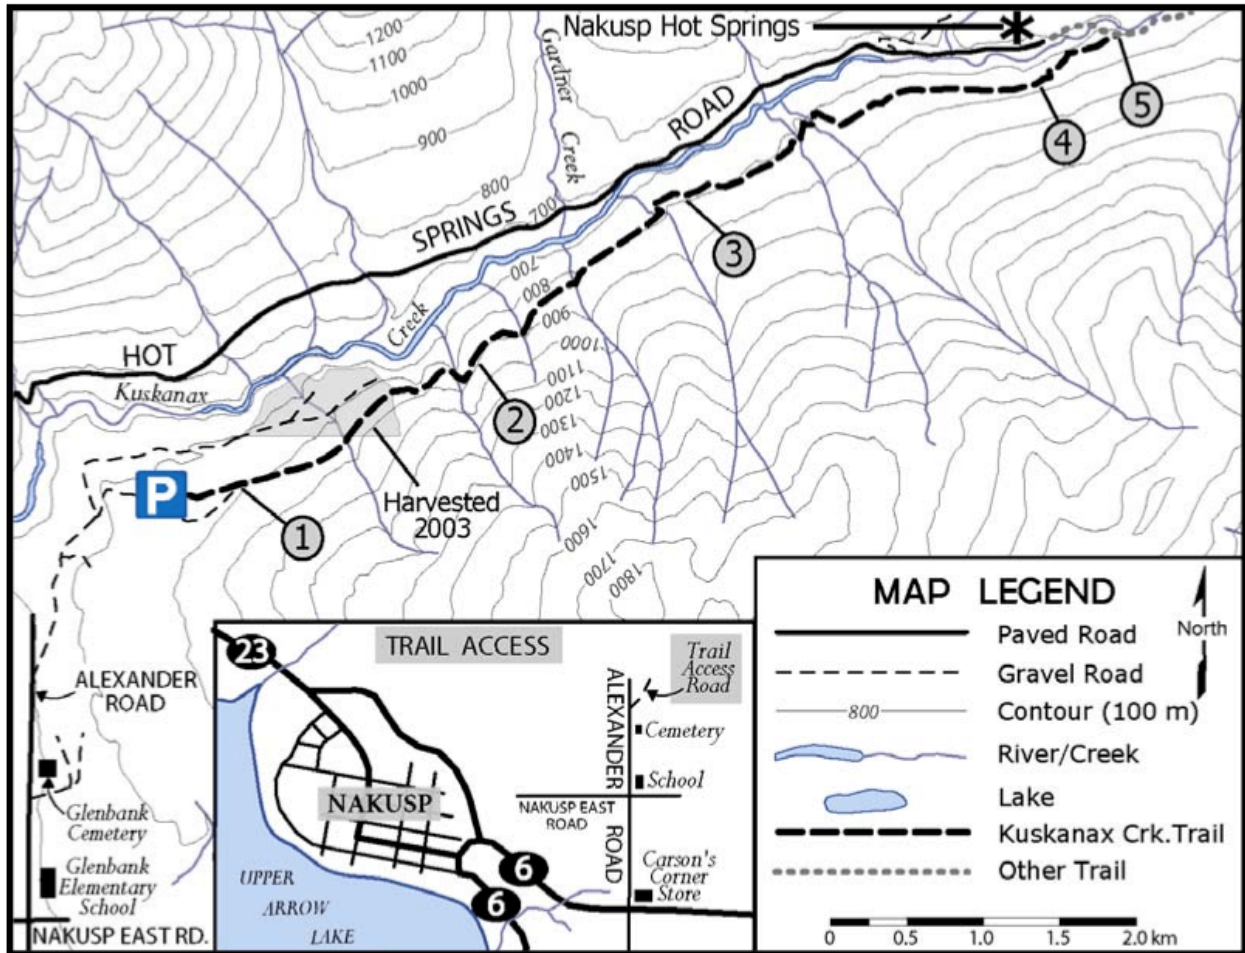 Nakusp Hot Springs
1200
1100
1000
900
800
Gardner
Creek
ROAD
SPRINGS
700
HOT
Kuskanax
Creek
5
4
3
2
1
P
Harvested
2003
700
800
900
1000
1100
1200
1300
1400
1500
1600
1700
1800
ALEXANDER
ROAD
Glenbank
Cemetery
Glenbank
Elementary
School
NAKUSP EAST RD.
TRAIL ACCESS
23
NAKUSP
UPPER
ARROW
LAKE
6
6
Trail
Access
Road
ALEXANDER
ROAD
Cemetery
School
NAKUSP EAST
ROAD
Carson's
Corner
Store
MAP LEGEND
North
Paved Road
Gravel Road
800
Contour (100 m)
River/Creek
Lake
Kuskanax Crk.Trail
Other Trail
0 0.5 1.0 1.5 2.0 km